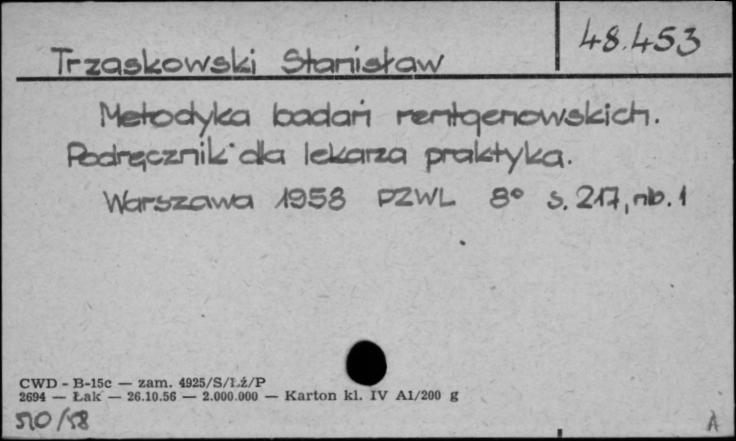 48.453
Trzaskowski Stanisław
Metodyka badań rentgenowskich.
Podręcznik dla lekarza praktyka.
Warszawa 1958 PZWL 8° s. 217, nlb. 1
CWD - B-15c — zam. 4925/S/Łź/P
2694 — Łak — 26.10.56 — 2.000.000 — Karton kl. IV A1/200 g
510/58
A